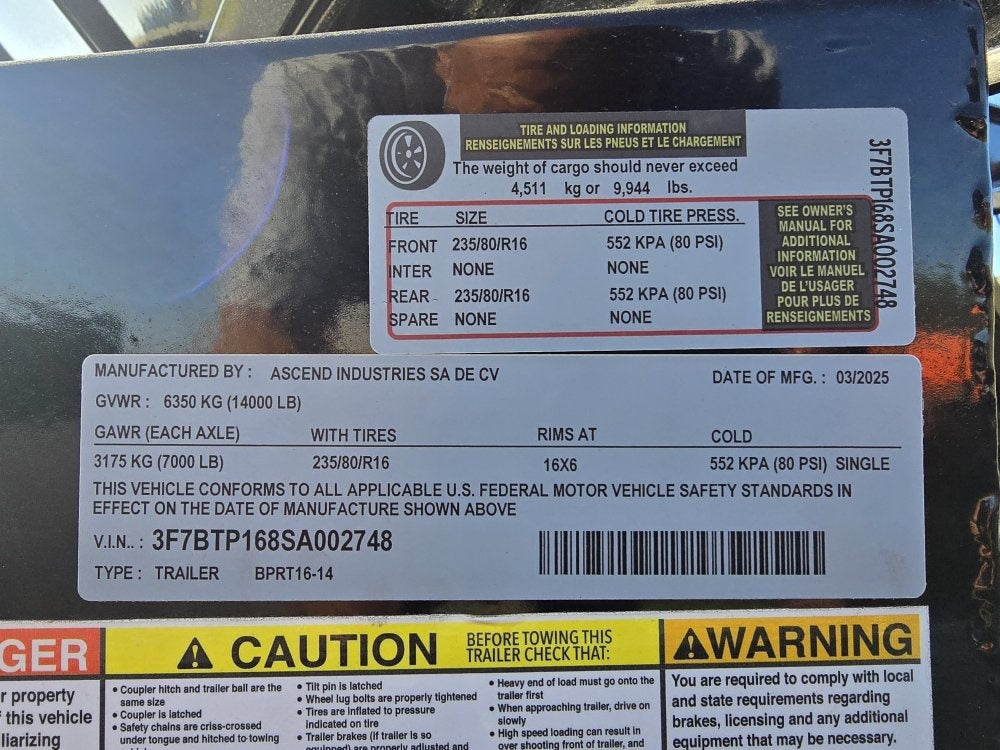 TIRE AND LOADING INFORMATION
RENSEIGNEMENTS SUR LES PNEUS ET LE CHARGEMENT
The weight of cargo should never exceed
4,511 kg or 9,944 lbs.
TIRE SIZE COLD TIRE PRESS.
FRONT 235/80/R16 552 KPA (80 PSI)
INTER NONE NONE
REAR 235/80/R16 552 KPA (80 PSI)
SPARE NONE NONE
SEE OWNER'S
MANUAL FOR
ADDITIONAL
INFORMATION
VOIR LE MANUEL
DE L'USAGER
POUR PLUS DE
RENSEIGNEMENTS
3F7BTP168SA002748
MANUFACTURED BY : ASCEND INDUSTRIES SA DE CV DATE OF MFG. : 03/2025
GVWR : 6350 KG (14000 LB)
GAWR (EACH AXLE) WITH TIRES RIMS AT COLD
3175 KG (7000 LB) 235/80/R16 16X6 552 KPA (80 PSI) SINGLE
THIS VEHICLE CONFORMS TO ALL APPLICABLE U.S. FEDERAL MOTOR VEHICLE SAFETY STANDARDS IN
EFFECT ON THE DATE OF MANUFACTURE SHOWN ABOVE
V.I.N.. : 3F7BTP168SA002748
TYPE : TRAILER BPRT16-14
GER
r property
f this vehicle
liarizing
CAUTION
BEFORE TOWING THIS
TRAILER CHECK THAT:
• Coupler hitch and trailer ball are the
same size
• Coupler is latched
• Safety chains are criss-crossed
under tongue and hitched to towing
• Tilt pin is latched
• Wheel lug bolts are properly tightened
• Tires are inflated to pressure
indicated on tire
• Trailer brakes (if trailer is so
equipped) are properly adjusted and
• Heavy end of load must go onto the
trailer first
• When approaching trailer, drive on
slowly
• High speed loading can result in
over shooting front of trailer, and
WARNING
You are required to comply with local
and state requirements regarding
brakes, licensing and any additional
equipment that may be necessary.